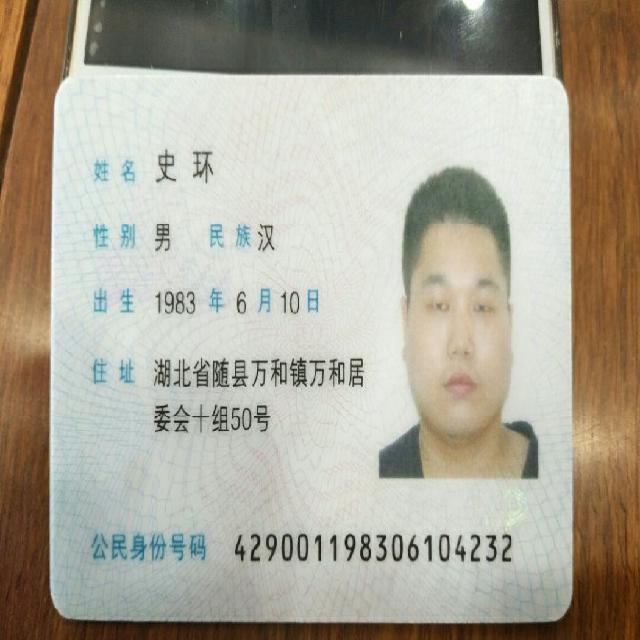 姓名 史环
性别 男 民族 汉
出生 1983 年 6 月 10 日
住址 湖北省随县万和镇万和居
委会十组50号
公民身份号码 429001198306104232